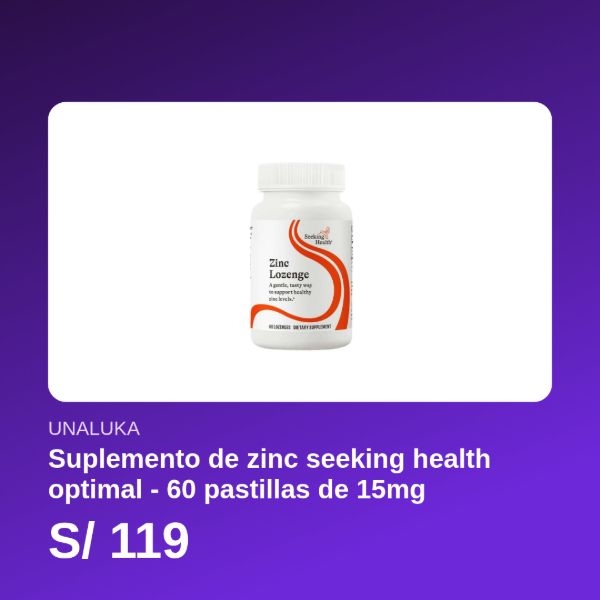 Seeking
Health
Zinc
Lozenge
A gentle, tasty way
to support healthy
zinc levels.*
60 LOZENGES DIETARY SUPPLEMENT
UNALUKA
Suplemento de zinc seeking health
optimal - 60 pastillas de 15mg
S/ 119